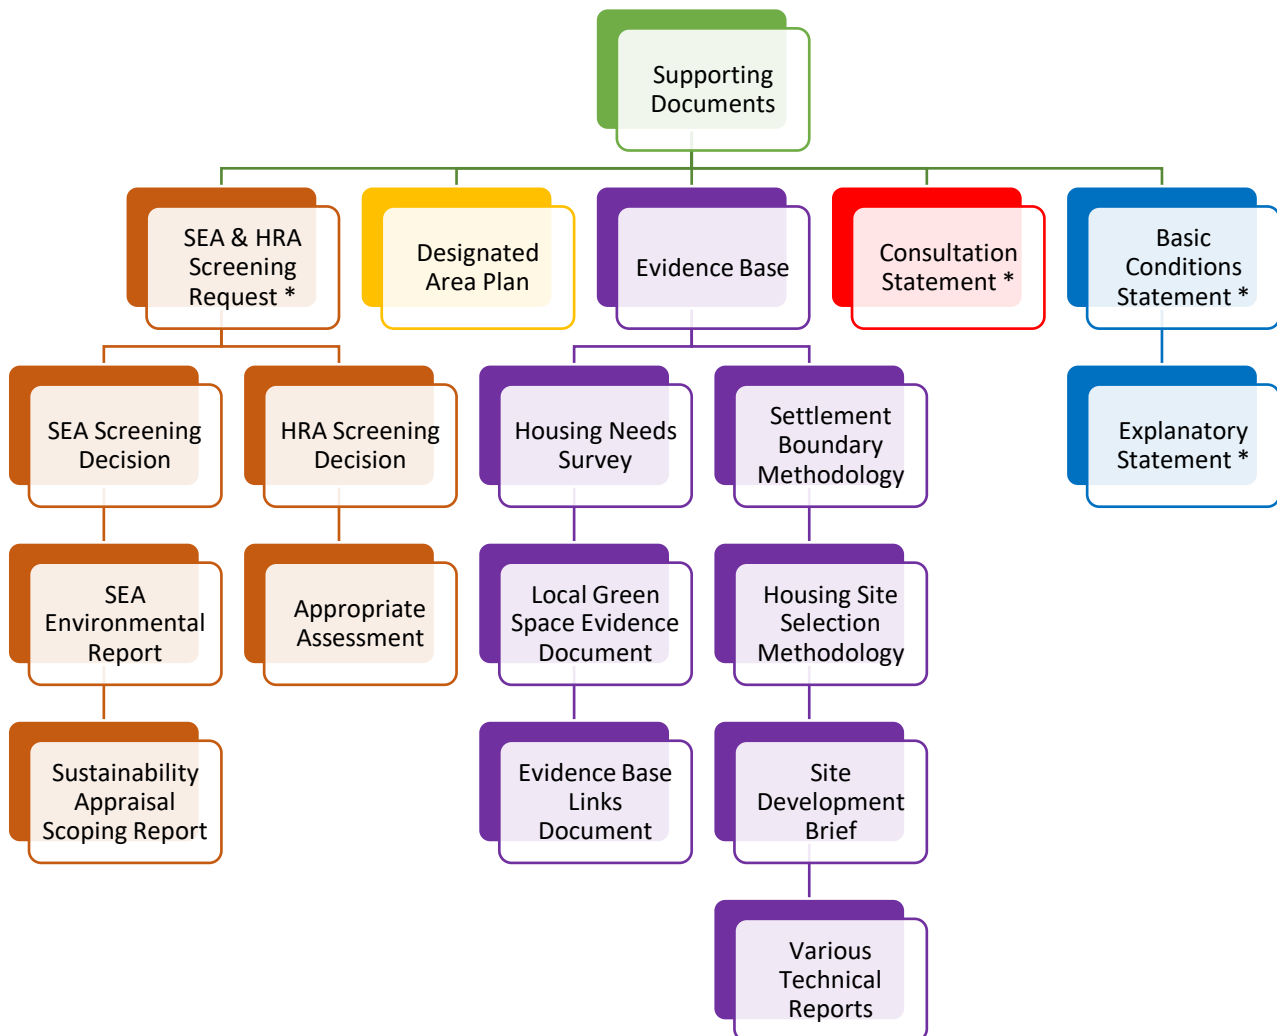 Supporting
Documents
SEA & HRA
Screening
Request *
Designated
Area Plan
Evidence Base
Consultation
Statement *
Basic
Conditions
Statement *
SEA Screening
Decision
HRA Screening
Decision
Housing Needs
Survey
Settlement
Boundary
Methodology
Explanatory
Statement *
SEA
Environmental
Report
Appropriate
Assessment
Local Green
Space Evidence
Document
Housing Site
Selection
Methodology
Sustainability
Appraisal
Scoping Report
Evidence Base
Links
Document
Site
Development
Brief
Various
Technical
Reports